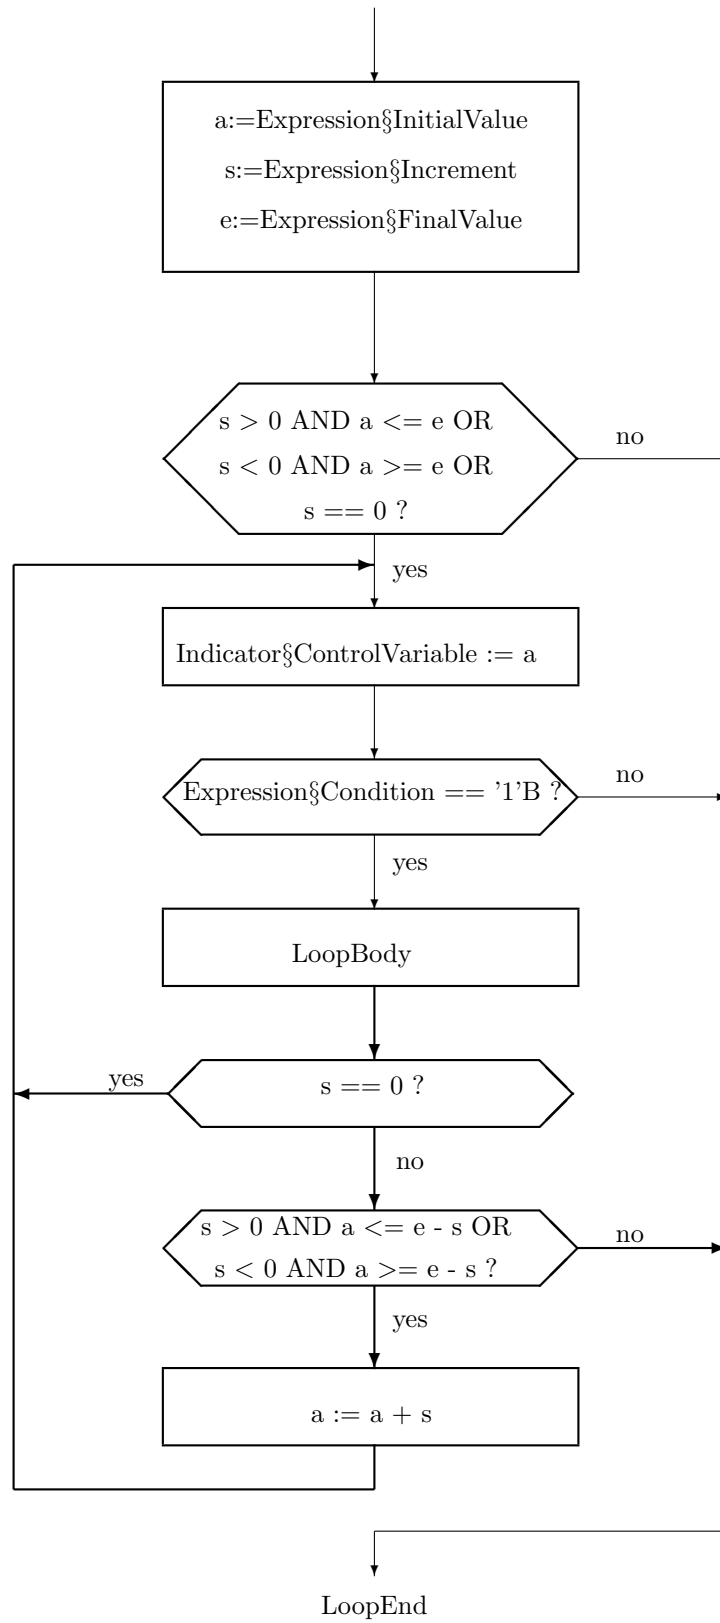 a:=Expression§InitialValue
s:=Expression§Increment
e:=Expression§FinalValue
s > 0 AND a <= e OR
s < 0 AND a >= e OR
s == 0 ?
no
yes
Indicator§ControlVariable := a
Expression§Condition == '1'B ?
no
yes
LoopBody
s == 0 ?
yes
no
s > 0 AND a <= e - s OR
s < 0 AND a >= e - s ?
no
yes
a := a + s
LoopEnd